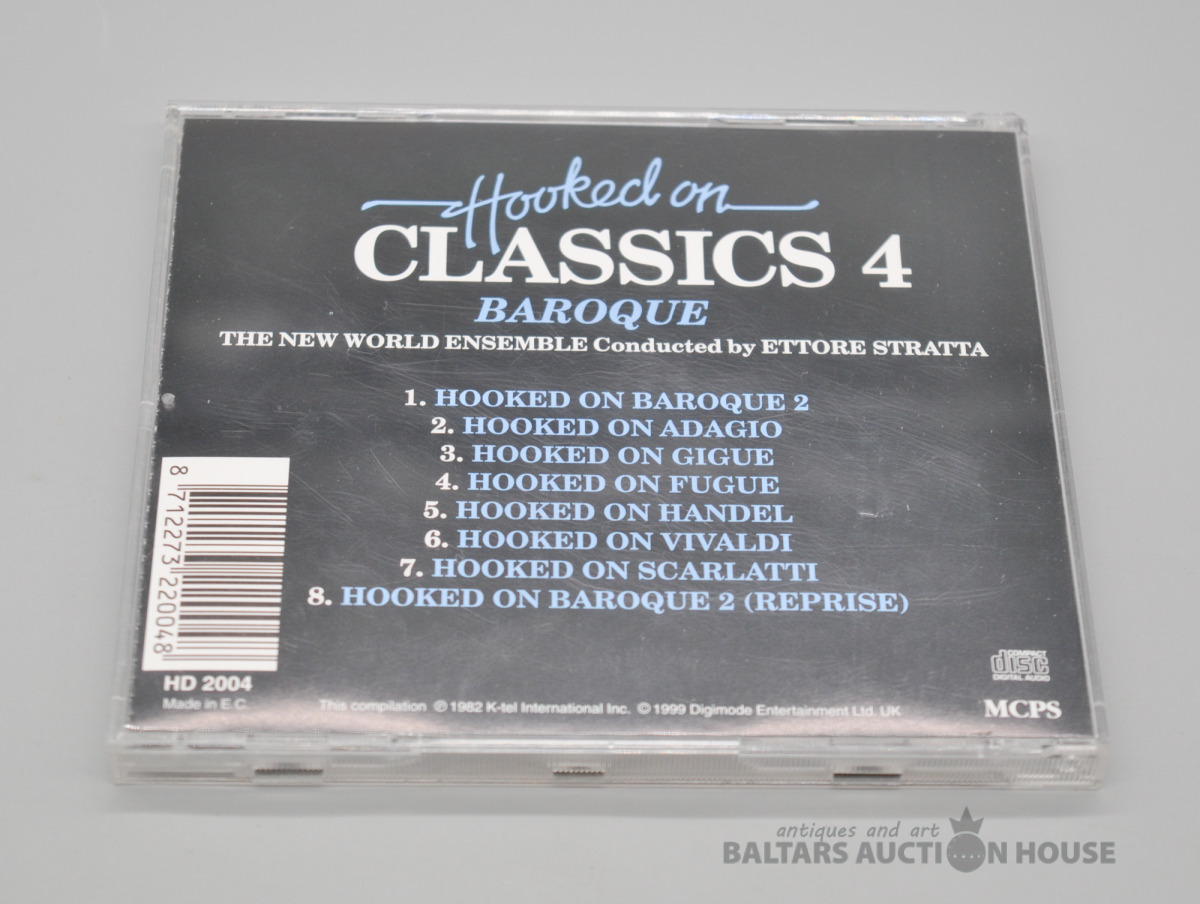 Hooked on
CLASSICS 4
BAROQUE
THE NEW WORLD ENSEMBLE Conducted by ETTORE STRATTA
1. HOOKED ON BAROQUE 2
2. HOOKED ON ADAGIO
3. HOOKED ON GIGUE
4. HOOKED ON FUGUE
5. HOOKED ON HANDEL
6. HOOKED ON VIVALDI
7. HOOKED ON SCARLATTI
8. HOOKED ON BAROQUE 2 (REPRISE)
8 712273 220048
HD 2004
Made in E.C.
This compilation ℗ 1982 K-tel International Inc. © 1999 Digimode Entertainment Ltd. UK
COMPACT
disc
DIGITAL AUDIO
MCPS
antiques and art
BALTARS AUCTION HOUSE